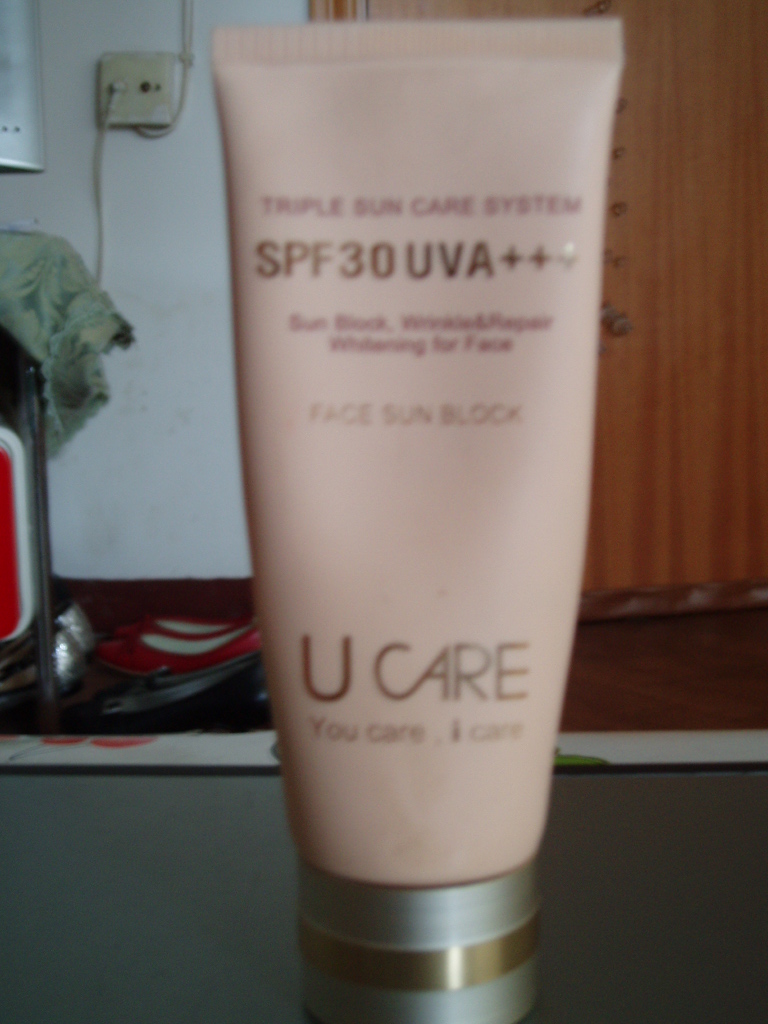 TRIPLE SUN CARE SYSTEM
SPF30 UVA+++
Sun Block, Wrinkle&Repair
Whitening for Face
FACE SUN BLOCK
U CARE
You care . i care